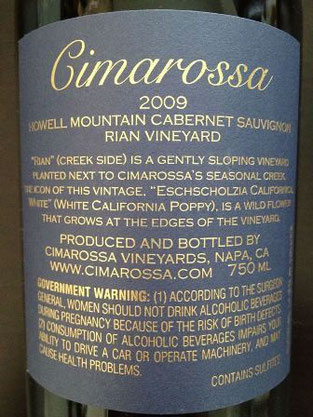 Cimarossa
2009
HOWELL MOUNTAIN CABERNET SAUVIGNON
RIAN VINEYARD
"RIAN" (CREEK SIDE) IS A GENTLY SLOPING VINEYARD
PLANTED NEXT TO CIMAROSSA'S SEASONAL CREEK.
THE ICON OF THIS VINTAGE, "ESCHSCHOLZIA CALIFORNICA
WHITE" (WHITE CALIFORNIA POPPY), IS A WILD FLOWER
THAT GROWS AT THE EDGES OF THE VINEYARD.
PRODUCED AND BOTTLED BY
CIMAROSSA VINEYARDS, NAPA, CA
WWW.CIMAROSSA.COM 750 ML
GOVERNMENT WARNING: (1) ACCORDING TO THE SURGEON
GENERAL, WOMEN SHOULD NOT DRINK ALCOHOLIC BEVERAGES
DURING PREGNANCY BECAUSE OF THE RISK OF BIRTH DEFECTS.
(2) CONSUMPTION OF ALCOHOLIC BEVERAGES IMPAIRS YOUR
ABILITY TO DRIVE A CAR OR OPERATE MACHINERY, AND MAY
CAUSE HEALTH PROBLEMS.
CONTAINS SULFITES